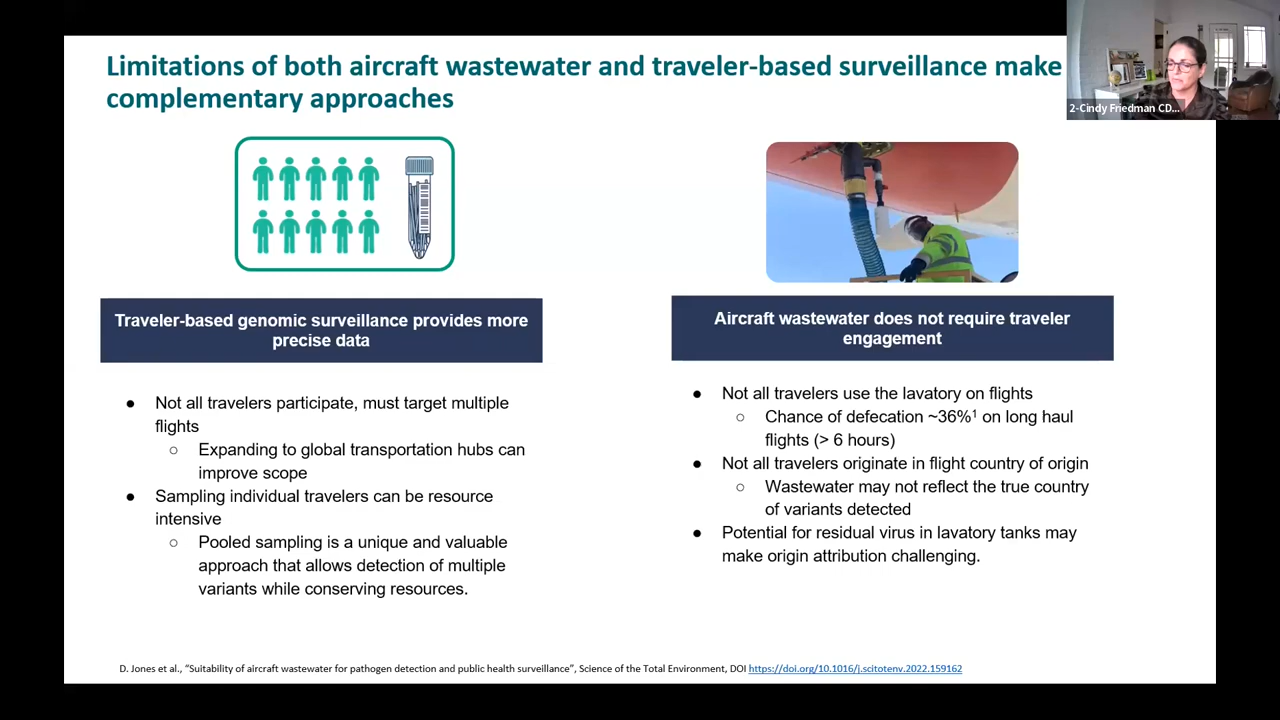 Limitations of both aircraft wastewater and traveler-based surveillance make
complementary approaches
2-Cindy Friedman CD...
Traveler-based genomic surveillance provides more
precise data
● Not all travelers participate, must target multiple
flights
○ Expanding to global transportation hubs can
improve scope
● Sampling individual travelers can be resource
intensive
○ Pooled sampling is a unique and valuable
approach that allows detection of multiple
variants while conserving resources.
Aircraft wastewater does not require traveler
engagement
● Not all travelers use the lavatory on flights
○ Chance of defecation ~36%¹ on long haul
flights (> 6 hours)
● Not all travelers originate in flight country of origin
○ Wastewater may not reflect the true country
of variants detected
● Potential for residual virus in lavatory tanks may
make origin attribution challenging.
D. Jones et al., "Suitability of aircraft wastewater for pathogen detection and public health surveillance", Science of the Total Environment, DOI https://doi.org/10.1016/j.scitotenv.2022.159162